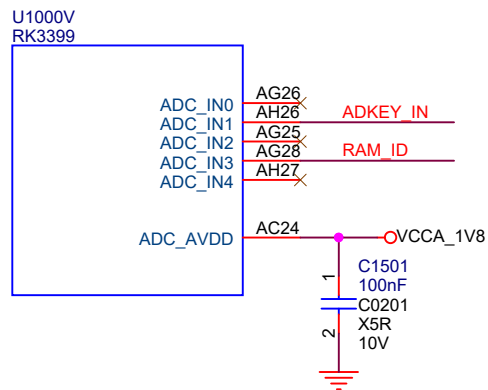 U1000V
RK3399
ADC_IN0 AG26
ADC_IN1 AH26 ADKEY_IN
ADC_IN2 AG25
ADC_IN3 AG28 RAM_ID
ADC_IN4 AH27
ADC_AVDD AC24 VCCA_1V8
1 C1501
100nF
C0201
2 X5R
10V